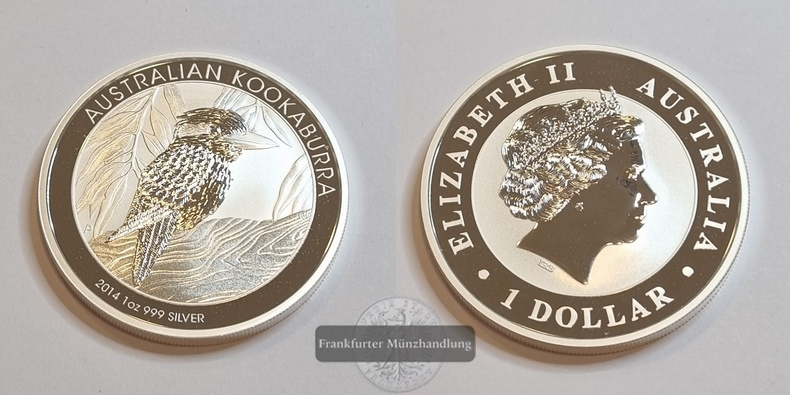 AUSTRALIAN KOOKABURRA
2014 1oz 999 SILVER
ELIZABETH II AUSTRALIA
• 1 DOLLAR •
Frankfurter Münzhandlung